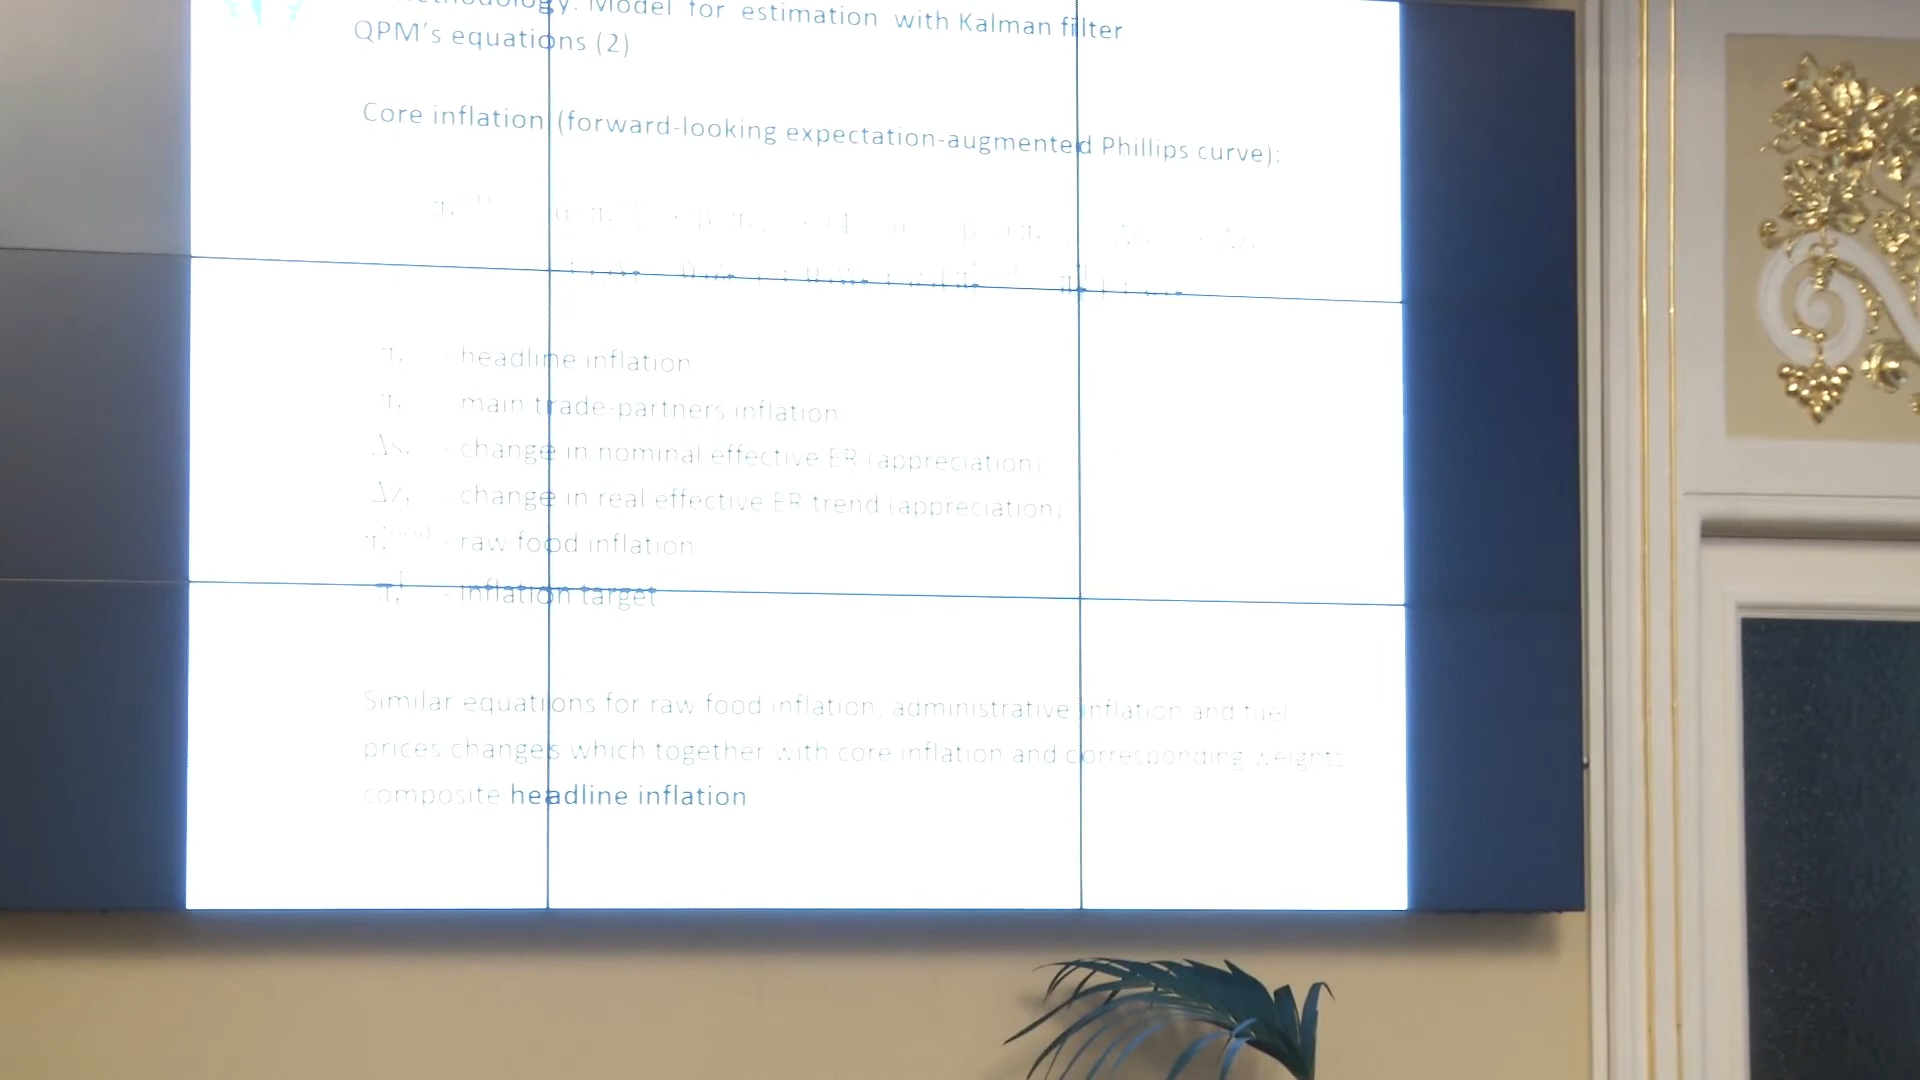 Model for estimation with Kalman filter
QPM's equations (2)
Core inflation (forward-looking expectation-augmented Phillips curve):
- headline inflation
main trade-partners inflation
- change in nominal effective ER (appreciation)
- change in real effective ER trend (appreciation)
- raw food inflation
- inflation target
Similar equations for raw food inflation, administrative inflation and fuel
prices changes which together with core inflation and corresponding weights
composite headline inflation